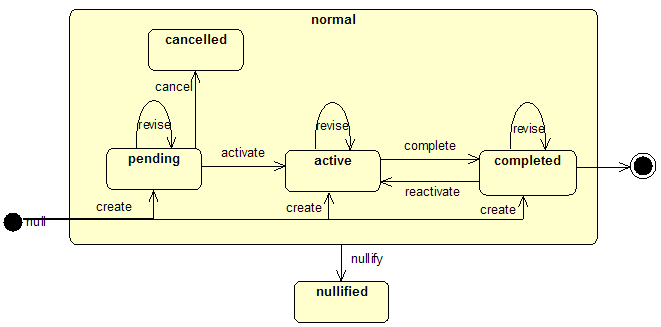 normal
cancelled
cancel
revise
revise
revise
pending
activate
active
complete
completed
reactivate
create
create
create
null
nullify
nullified